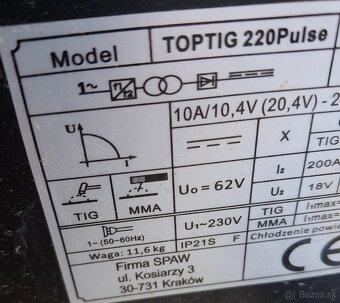 Model TOPTIG 220Pulse
1~ f1 f2
10A/10,4V (20,4V) - 2
U
I
X
I₂ 200A
U₂ 18V
TIG MMA
U₀ = 62V
U₁~230V
TIG I₁max=
MMA I₁max=
1~ (50-60Hz)
Waga: 11,6 kg IP21S F Chłodzenie powie
Firma SPAW
ul. Kosiarzy 3
30-731 Kraków
CE
Bazos.sk